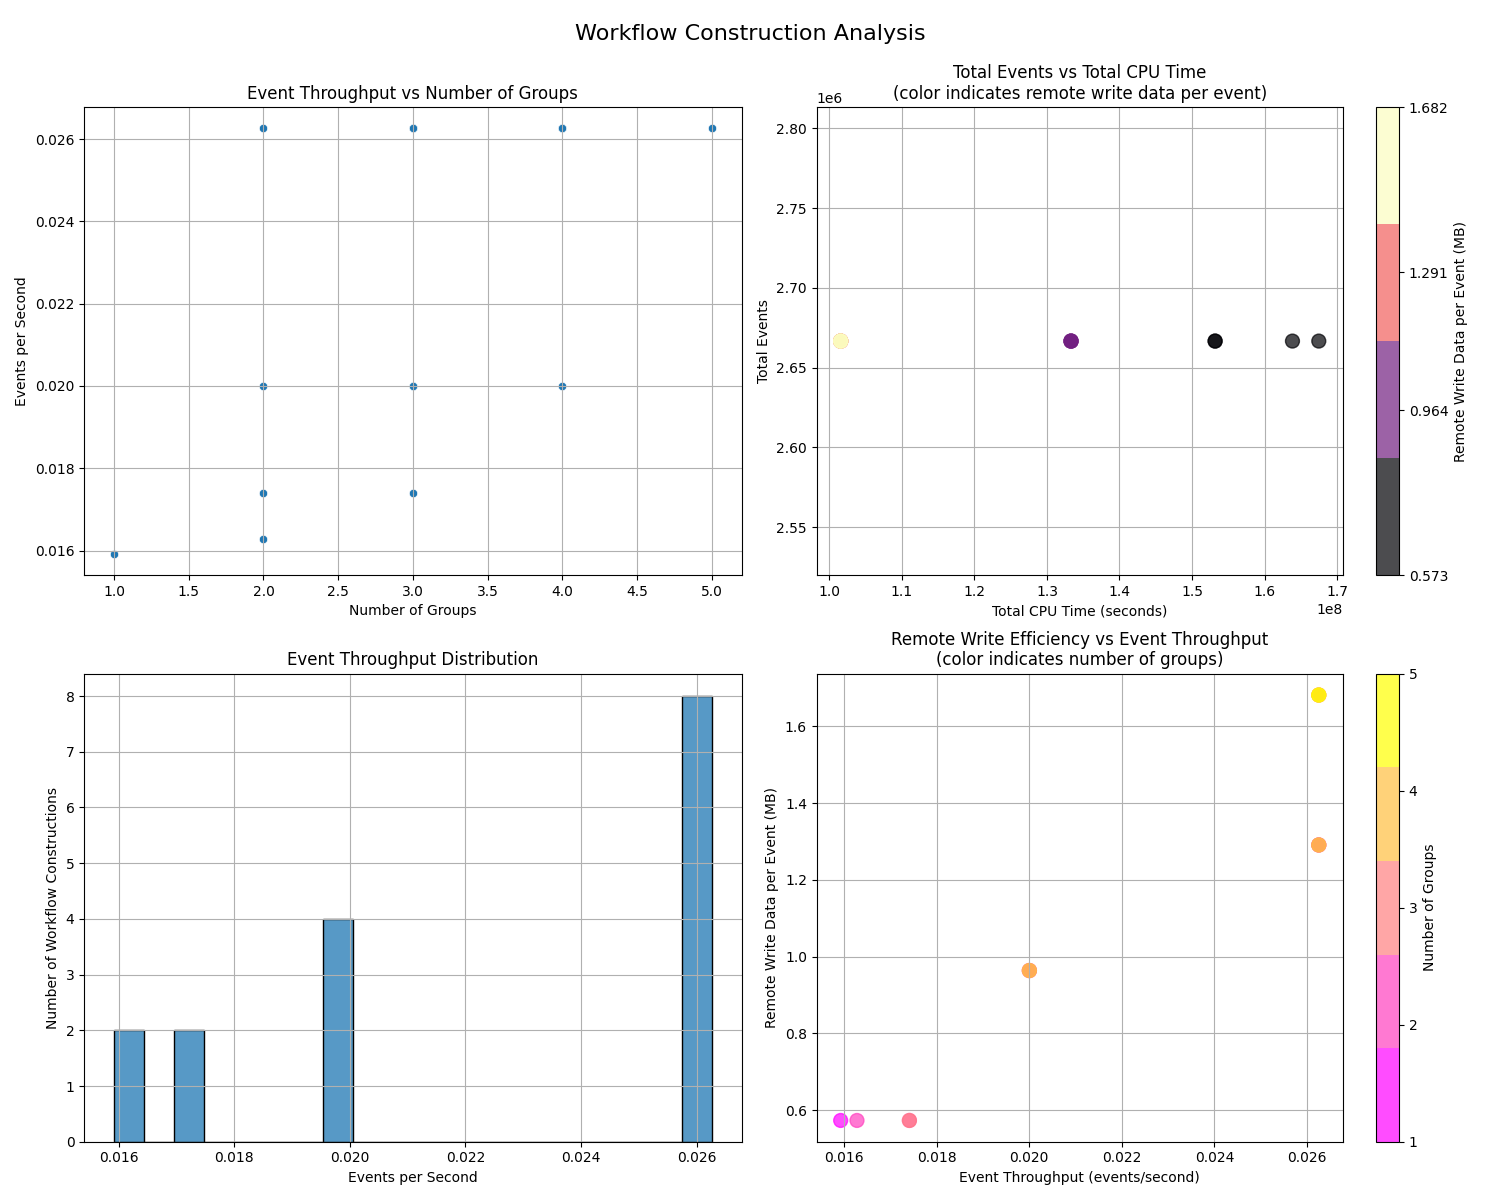 Workflow Construction Analysis
Event Throughput vs Number of Groups
Events per Second
0.026
0.024
0.022
0.020
0.018
0.016
1.0 1.5 2.0 2.5 3.0 3.5 4.0 4.5 5.0
Number of Groups
Total Events vs Total CPU Time
(color indicates remote write data per event)
1e6
Total Events
2.80
2.75
2.70
2.65
2.60
2.55
1.0 1.1 1.2 1.3 1.4 1.5 1.6 1.7
1e8
Total CPU Time (seconds)
1.682
1.291
0.964
0.573
Remote Write Data per Event (MB)
Event Throughput Distribution
Number of Workflow Constructions
8
7
6
5
4
3
2
1
0
0.016 0.018 0.020 0.022 0.024 0.026
Events per Second
Remote Write Efficiency vs Event Throughput
(color indicates number of groups)
Remote Write Data per Event (MB)
1.6
1.4
1.2
1.0
0.8
0.6
0.016 0.018 0.020 0.022 0.024 0.026
Event Throughput (events/second)
5
4
3
2
1
Number of Groups